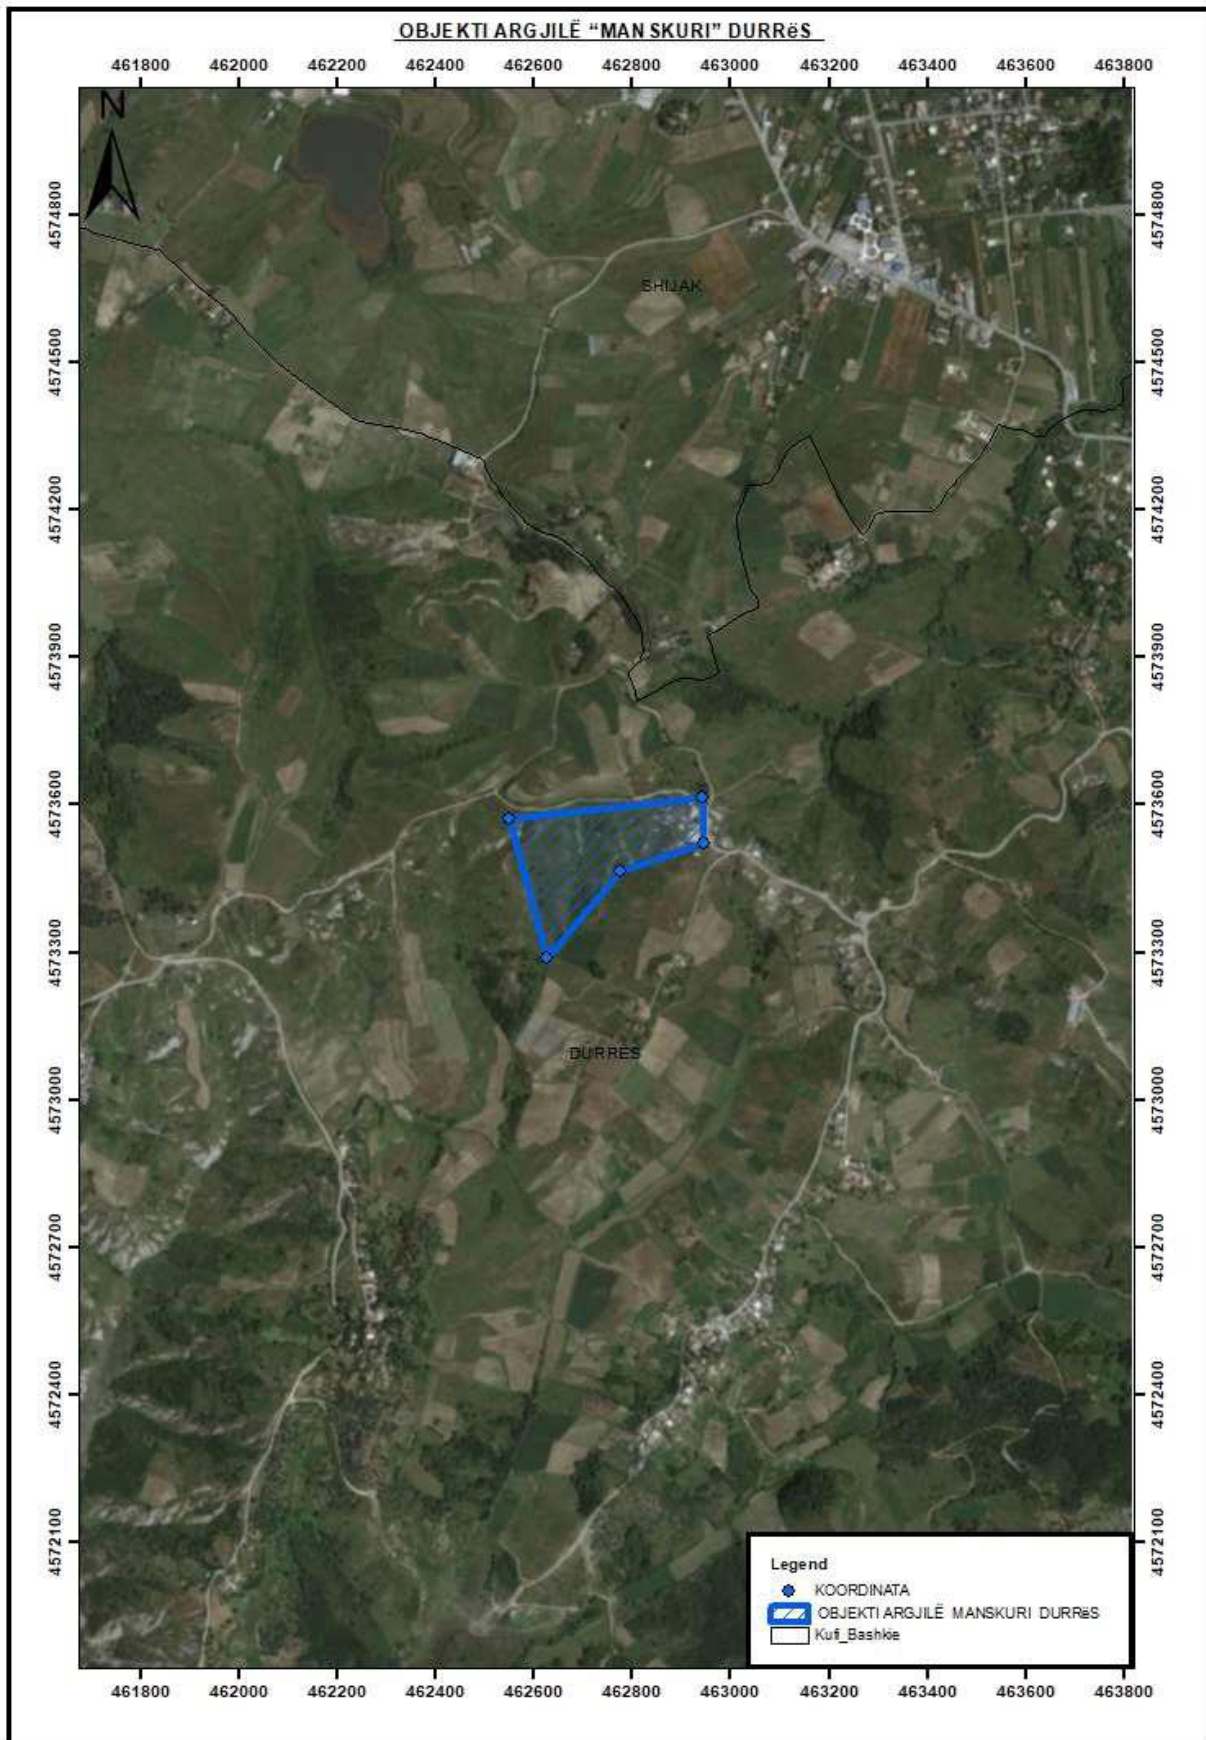 OBJEKTI ARGJILË “MANSKURI” DURRëS
461800 462000 462200 462400 462600 462800 463000 463200 463400 463600 463800
N
4574800 4574800
SHIJAK
4574500 4574500
4574200 4574200
4573900 4573900
4573600 4573600
4573300 4573300
DURRËS
4573000 4573000
4572700 4572700
4572400 4572400
4572100 4572100
Legend
KOORDINATA
OBJEKTI ARGJILË MANSKURI DURRëS
Kufi_Bashkie
461800 462000 462200 462400 462600 462800 463000 463200 463400 463600 463800